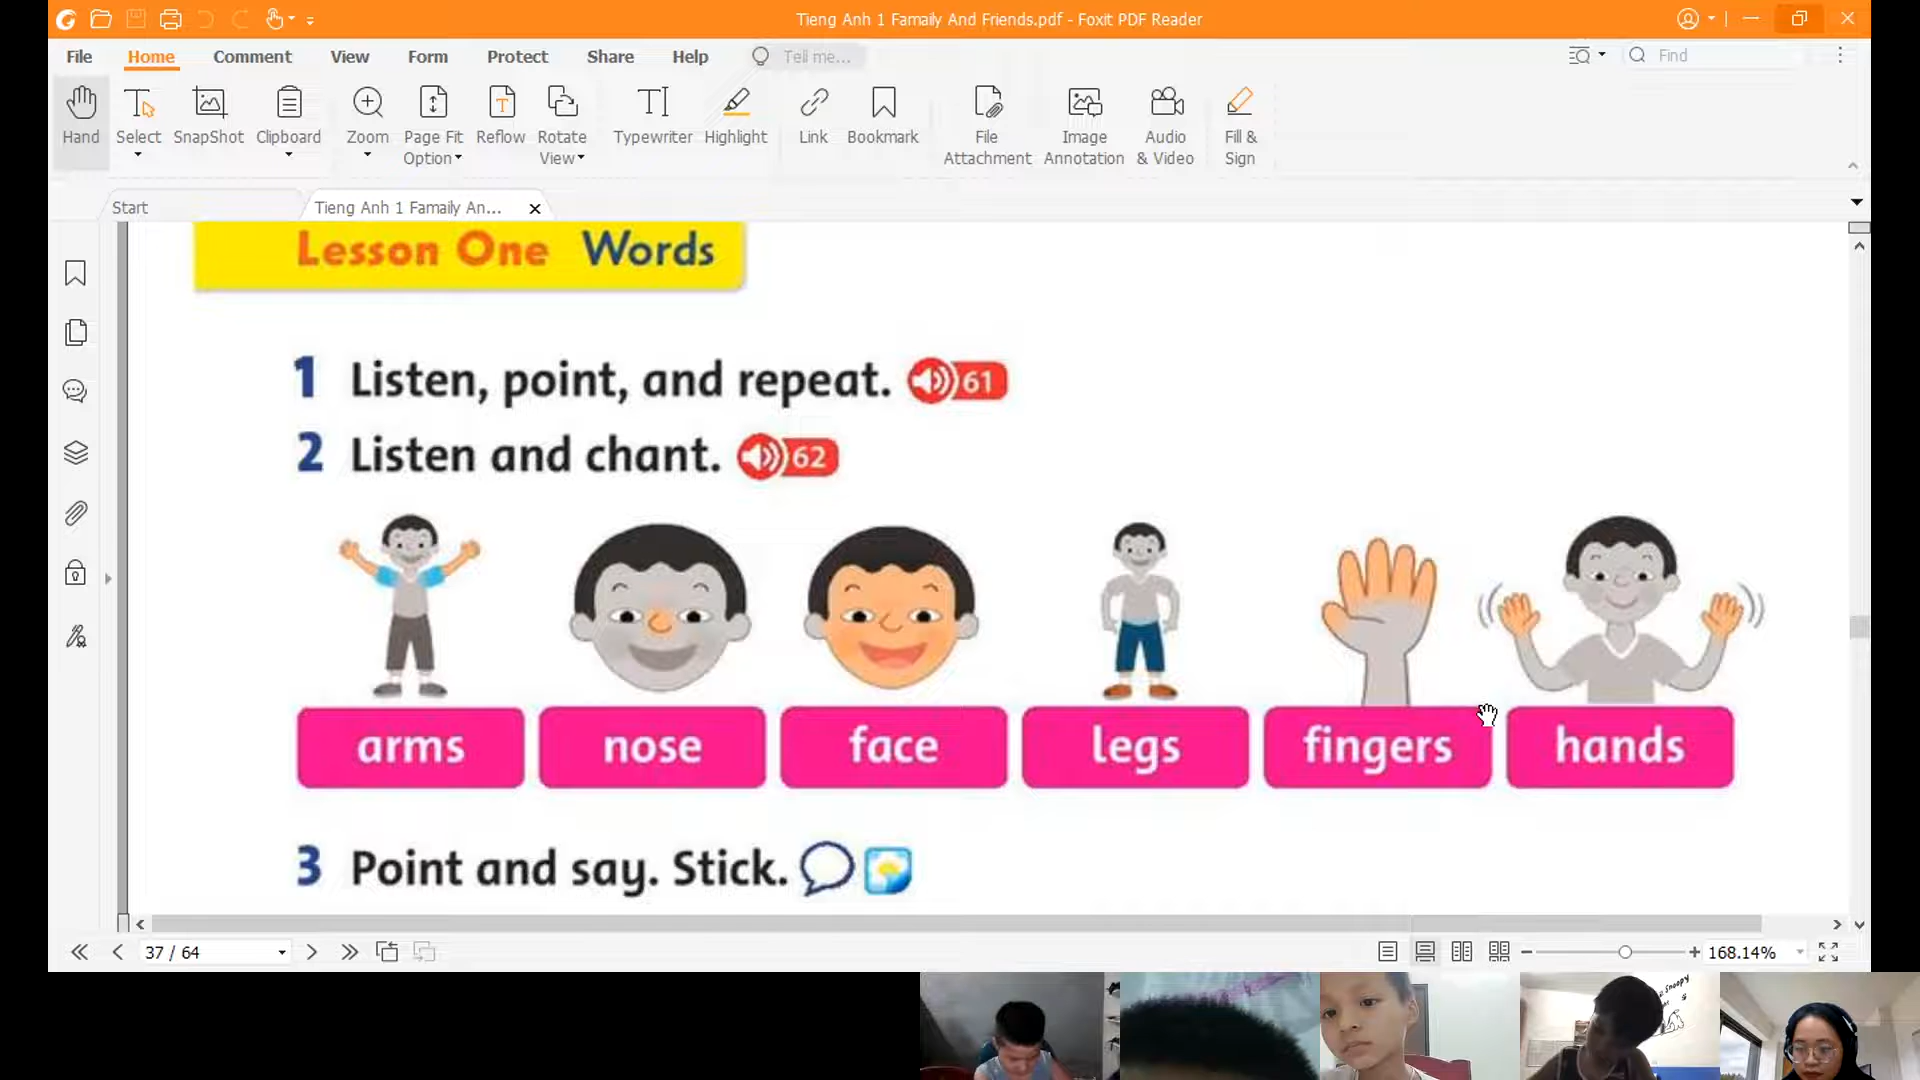 Tieng Anh 1 Famaily And Friends.pdf - Foxit PDF Reader
File Home Comment View Form Protect Share Help Tell me... Find
Hand Select SnapShot Clipboard Zoom Page Fit Option Reflow Rotate View Typewriter Highlight Link Bookmark File Attachment Image Annotation Audio & Video Fill & Sign
Start Tieng Anh 1 Famaily An...
Lesson One Words
1 Listen, point, and repeat. 61
2 Listen and chant. 62
arms nose face legs fingers hands
3 Point and say. Stick.
37 / 64 168.14%
Snoopy